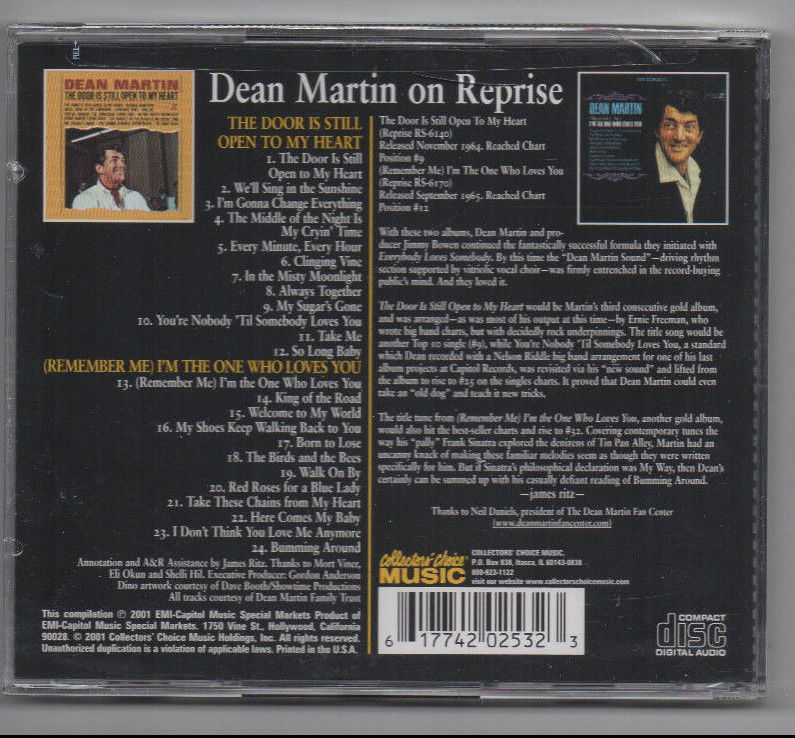 DEAN MARTIN
THE DOOR IS STILL OPEN TO MY HEART
Dean Martin on Reprise
DEAN MARTIN
THE DOOR IS STILL
OPEN TO MY HEART
1. The Door Is Still
Open to My Heart
2. We'll Sing in the Sunshine
3. I'm Gonna Change Everything
4. The Middle of the Night Is
My Cryin' Time
5. Every Minute, Every Hour
6. Clinging Vine
7. In the Misty Moonlight
8. Always Together
9. My Sugar's Gone
10. You're Nobody 'Til Somebody Loves You
11. Take Me
12. So Long Baby
(REMEMBER ME) I'M THE ONE WHO LOVES YOU
13. (Remember Me) I'm the One Who Loves You
14. King of the Road
15. Welcome to My World
16. My Shoes Keep Walking Back to You
17. Born to Lose
18. The Birds and the Bees
19. Walk On By
20. Red Roses for a Blue Lady
21. Take These Chains from My Heart
22. Here Comes My Baby
23. I Don't Think You Love Me Anymore
24. Bumming Around
Annotation and A&R Assistance by James Ritz. Thanks to Mort Viner,
Eli Okun and Shelli Hil. Executive Producer: Gordon Anderson
Dino artwork courtesy of Dave Booth/Showtime Productions
All tracks courtesy of Dean Martin Family Trust
This compilation ℗ 2001 EMI-Capitol Music Special Markets Product of
EMI-Capitol Music Special Markets. 1750 Vine St., Hollywood, California
90028. © 2001 Collectors' Choice Music Holdings, Inc. All rights reserved.
Unauthorized duplication is a violation of applicable laws. Printed in the U.S.A.
The Door Is Still Open To My Heart
(Reprise RS-6140)
Released November 1964. Reached Chart
Position #9
(Remember Me) I'm The One Who Loves You
(Reprise RS-6170)
Released September 1965. Reached Chart
Position #12
With these two albums, Dean Martin and pro-
ducer Jimmy Bowen continued the fantastically successful formula they initiated with
Everybody Loves Somebody. By this time the "Dean Martin Sound"—driving rhythm
section supported by vitriolic vocal choir—was firmly entrenched in the record-buying
public's mind. And they loved it.
The Door Is Still Open to My Heart would be Martin's third consecutive gold album,
and was arranged—as was most of his output at this time—by Ernie Freeman, who
wrote big band charts, but with decidedly rock underpinnings. The title song would be
another Top 10 single (#9), while You're Nobody 'Til Somebody Loves You, a standard
which Dean recorded with a Nelson Riddle big band arrangement for one of his last
album projects at Capitol Records, was revisited via his "new sound" and lifted from
the album to rise to #25 on the singles charts. It proved that Dean Martin could even
take an "old dog" and teach it new tricks.
The title tune from (Remember Me) I'm the One Who Loves You, another gold album,
would also hit the best-seller charts and rise to #32. Covering contemporary tunes the
way his "pally" Frank Sinatra explored the denizens of Tin Pan Alley, Martin had an
uncanny knack of making these familiar melodies seem as though they were written
specifically for him. But if Sinatra's philosophical declaration was My Way, then Dean's
certainly can be summed up with his casually defiant reading of Bumming Around.
—james ritz—
Thanks to Neil Daniels, president of The Dean Martin Fan Center
(www.deanmartinfancenter.com)
collectors' choice
MUSIC
COLLECTORS' CHOICE MUSIC,
P.O. Box 838, Itasca, IL 60143-0838
800-923-1122
visit our website www.collectorschoicemusic.com
6 17742 02532 3
COMPACT
disc
DIGITAL AUDIO